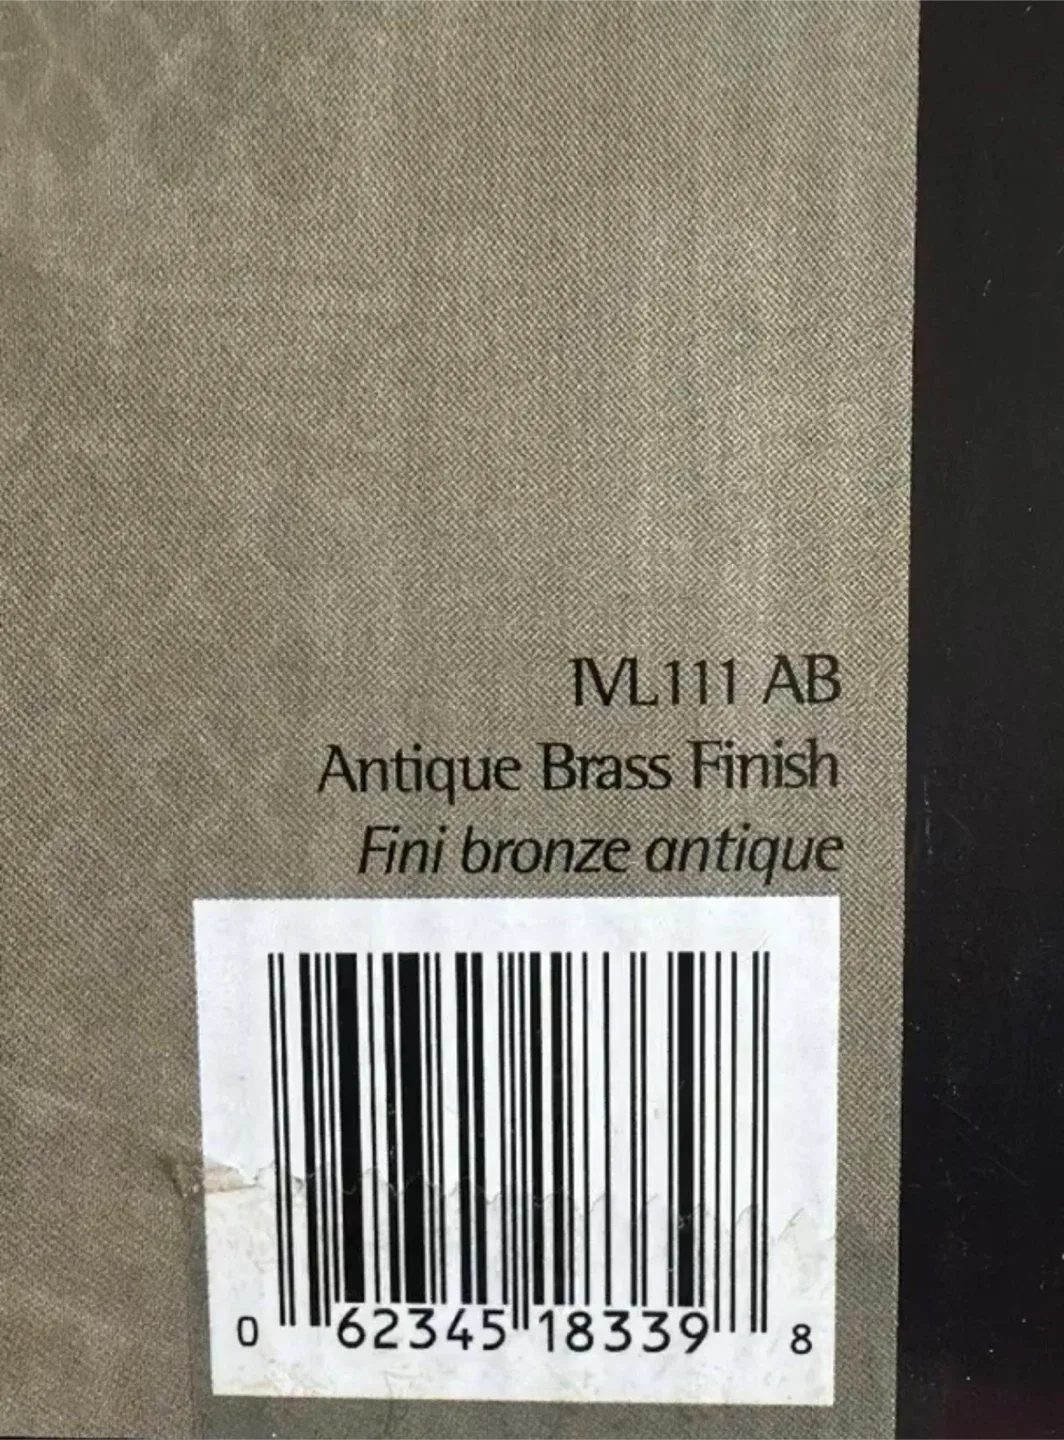 IVL111 AB
Antique Brass Finish
Fini bronze antique
0 62345 18339 8